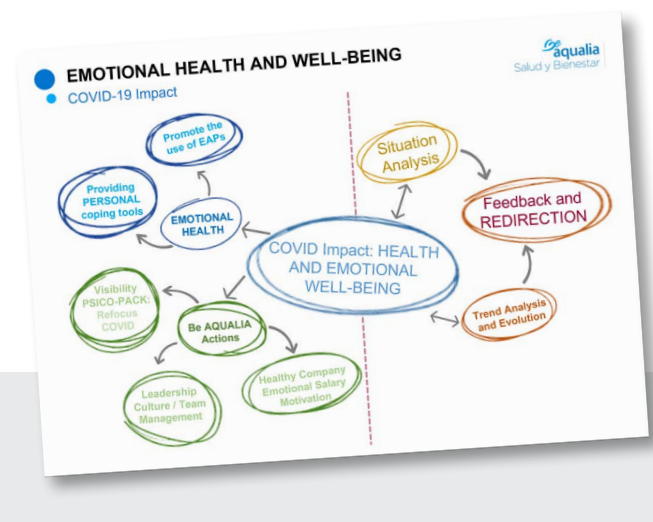 EMOTIONAL HEALTH AND WELL-BEING
COVID-19 Impact
aqualia
Salud y Bienestar
Promote the
use of EAPs
Providing
PERSONAL
coping tools
EMOTIONAL
HEALTH
Situation
Analysis
Feedback and
REDIRECTION
COVID Impact: HEALTH
AND EMOTIONAL
WELL-BEING
Trend Analysis
and Evolution
Visibility
PSICO-PACK:
Refocus
COVID
Be AQUALIA
Actions
Leadership
Culture / Team
Management
Healthy Company
Emotional Salary
Motivation